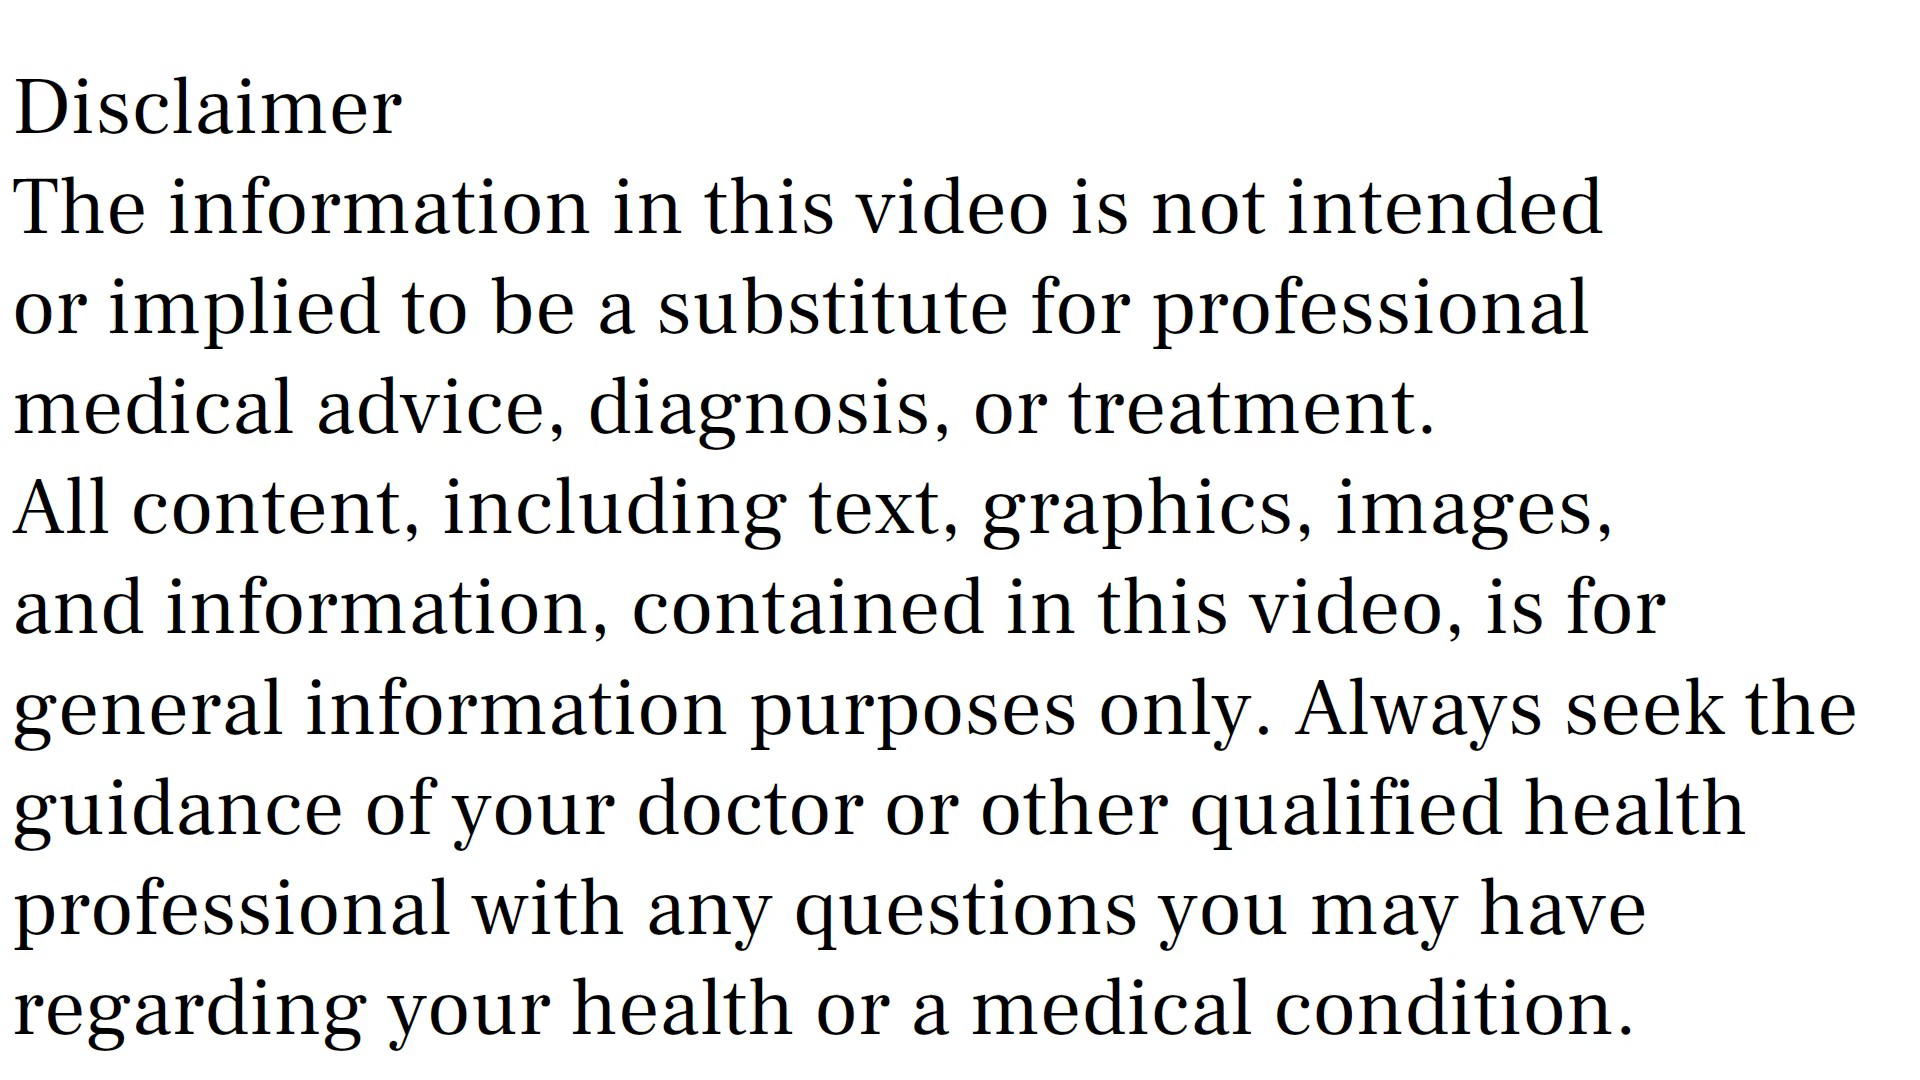 Disclaimer
The information in this video is not intended
or implied to be a substitute for professional
medical advice, diagnosis, or treatment.
All content, including text, graphics, images,
and information, contained in this video, is for
general information purposes only. Always seek the
guidance of your doctor or other qualified health
professional with any questions you may have
regarding your health or a medical condition.